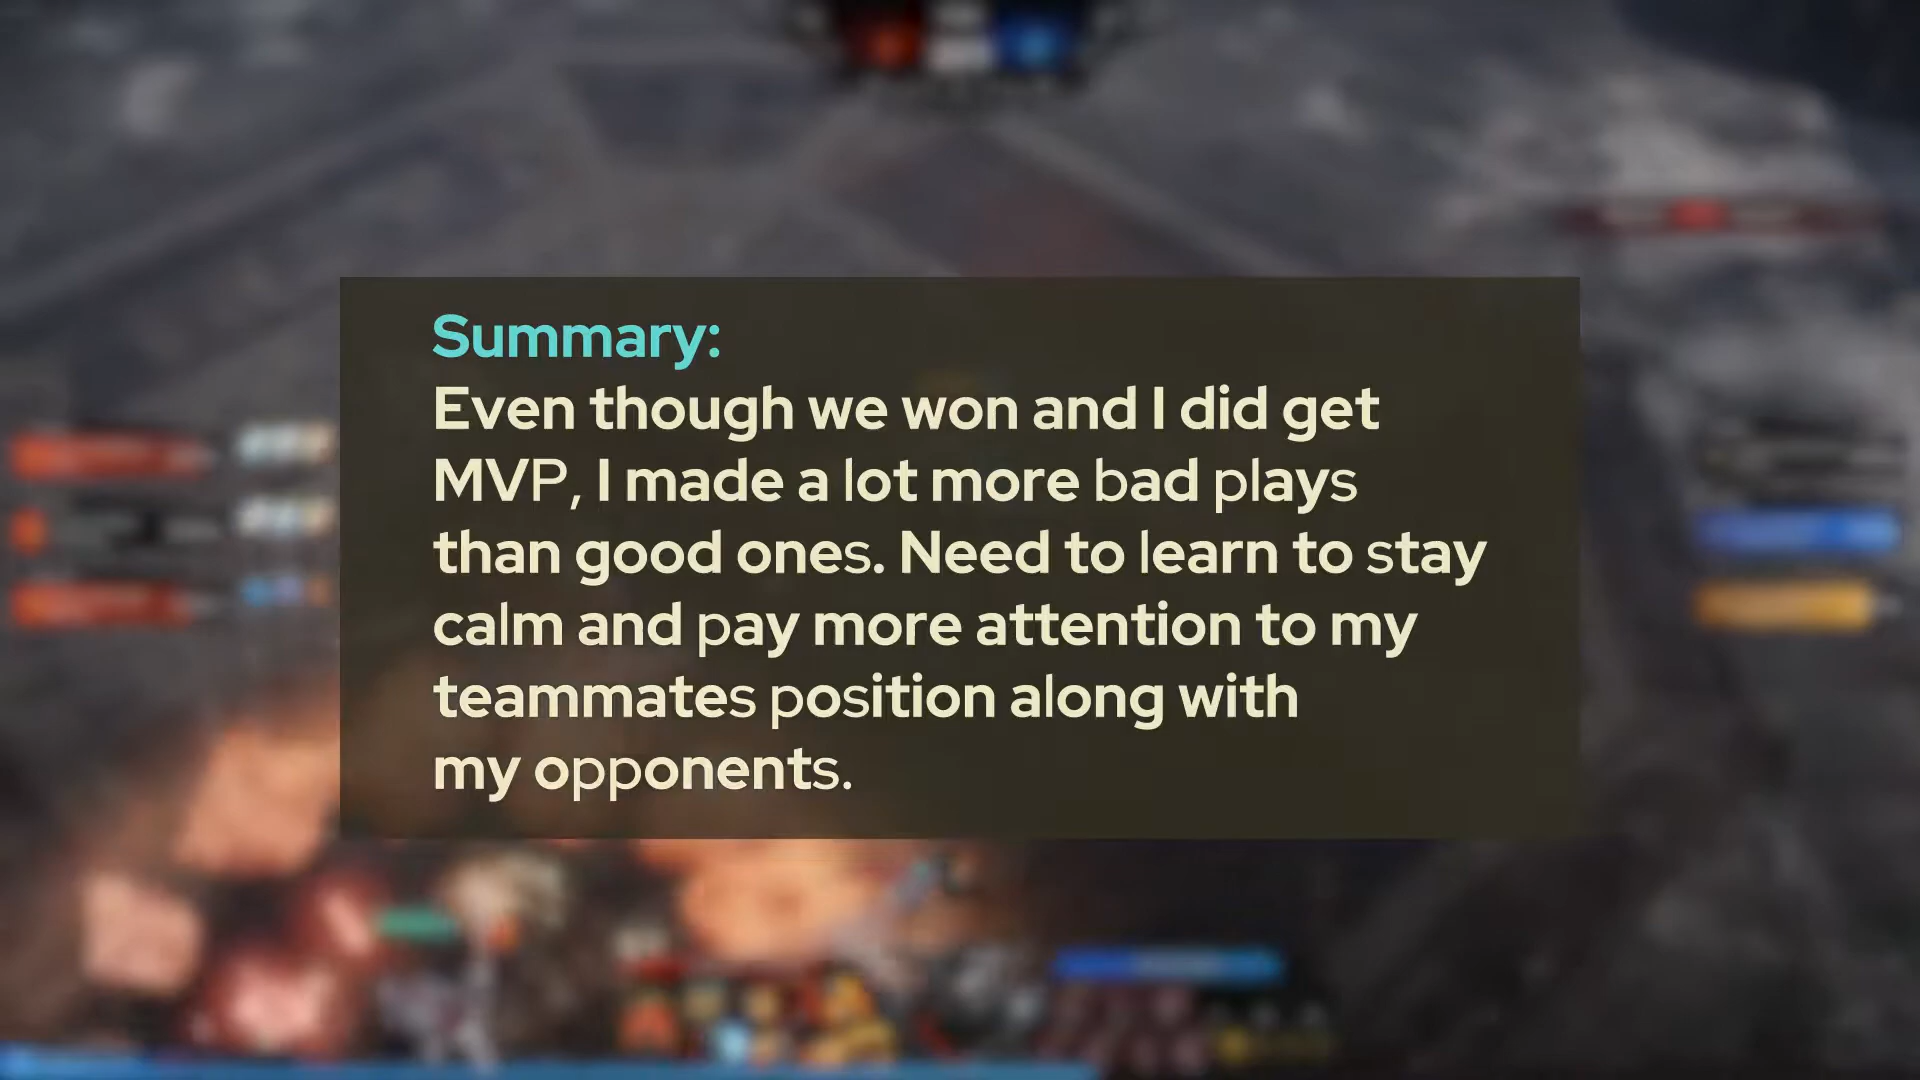 Summary:
Even though we won and I did get
MVP, I made a lot more bad plays
than good ones. Need to learn to stay
calm and pay more attention to my
teammates position along with
my opponents.